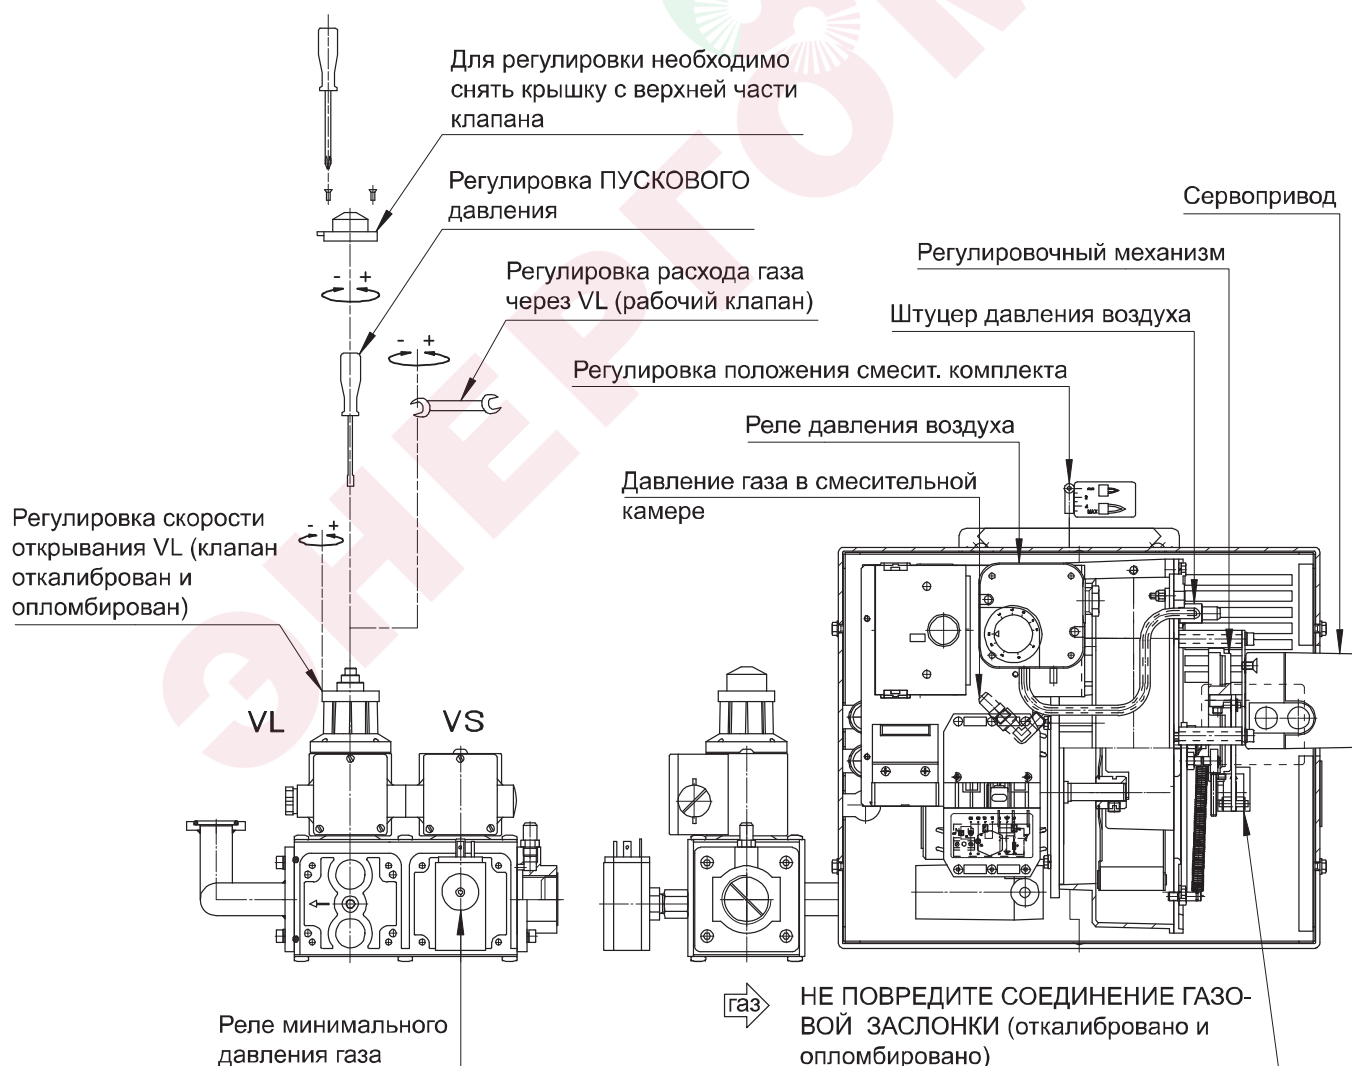 Для регулировки необходимо
снять крышку с верхней части
клапана
Регулировка ПУСКОВОГО
давления
Регулировка расхода газа
через VL (рабочий клапан)
Сервопривод
Регулировочный механизм
Штуцер давления воздуха
Регулировка положения смесит. комплекта
Реле давления воздуха
Давление газа в смесительной
камере
Регулировка скорости
открывания VL (клапан
откалиброван и
опломбирован)
- +
- +
- +
MAX
VL
VS
газ
НЕ ПОВРЕДИТЕ СОЕДИНЕНИЕ ГАЗО-
ВОЙ ЗАСЛОНКИ (откалибровано и
опломбировано)
Реле минимального
давления газа